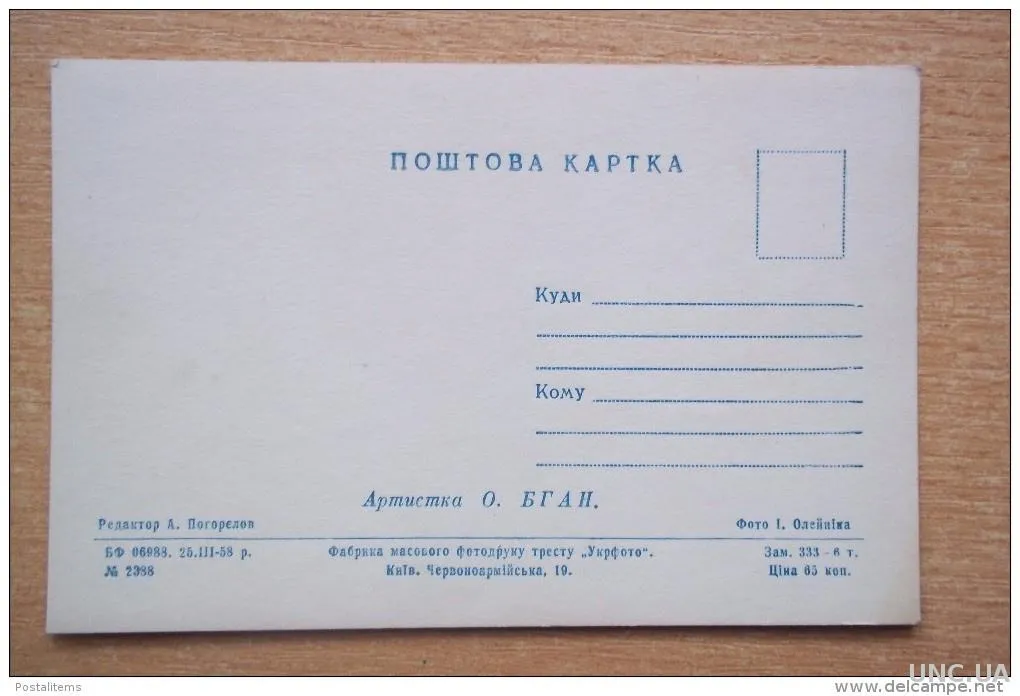 ПОШТОВА КАРТКА
Куди
Кому
Артистка О. БГАН.
Редактор А. Погорєлов
Фото І. Олейніка
БФ 06988. 25.III-58 р.
Фабрика масового фотодруку тресту „Укрфото".
Зам. 333 - 6 т.
№ 2388
Київ. Червоноармійська, 19.
Ціна 65 коп.
UNC.UA
Postalitems
www.delcampe.net